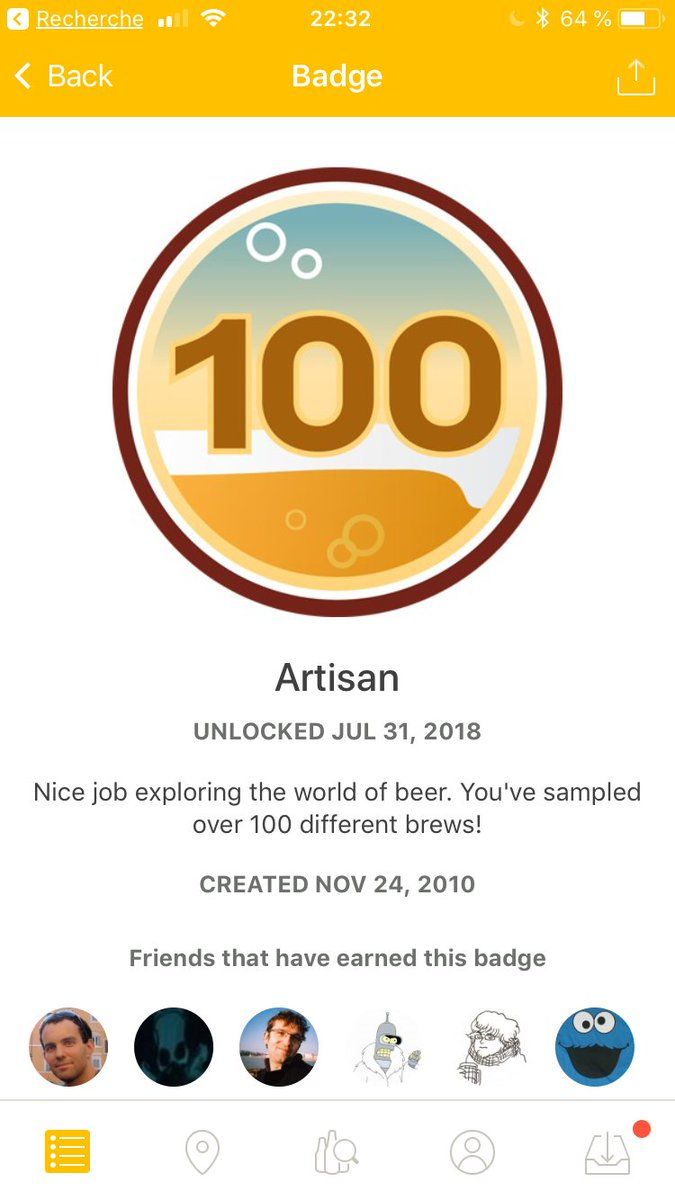 Recherche 22:32 64 %
Back Badge
100
Artisan
UNLOCKED JUL 31, 2018
Nice job exploring the world of beer. You've sampled
over 100 different brews!
CREATED NOV 24, 2010
Friends that have earned this badge